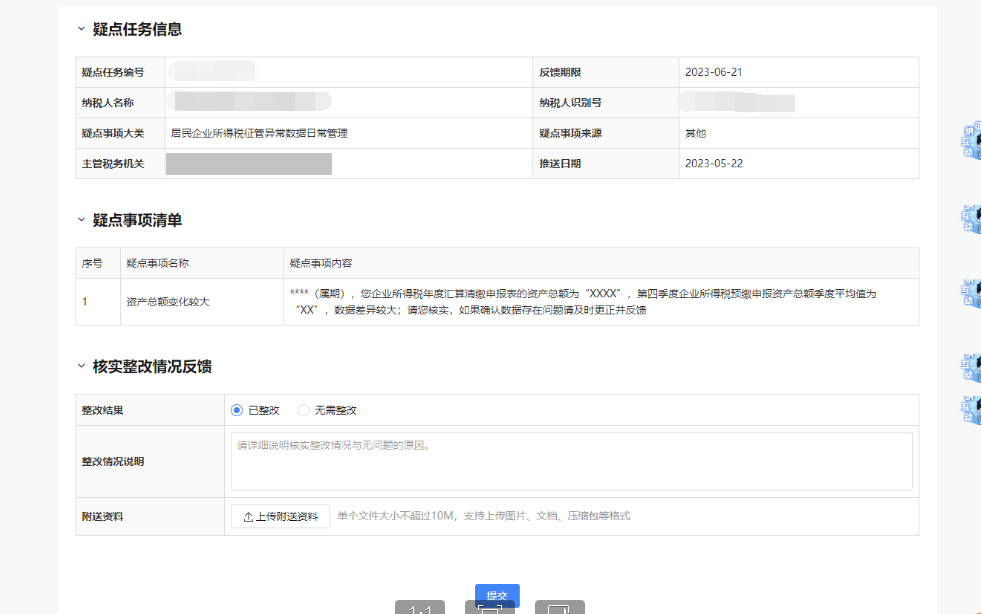 疑点任务信息
疑点任务编号
反馈期限 2023-06-21
纳税人名称
纳税人识别号
疑点事项大类 居民企业所得税征管异常数据日常管理 疑点事项来源 其他
主管税务机关
推送日期 2023-05-22
疑点事项清单
序号 疑点事项名称 疑点事项内容
1 资产总额变化较大
****（属期），您企业所得税年度汇算清缴申报表的资产总额为“XXXX”，第四季度企业所得税预缴申报资产总额季度平均值为
“XX”，数据差异较大；请您核实，如果确认数据存在问题请及时更正并反馈
核实整改情况反馈
整改结果 已整改 无需整改
整改情况说明
请详细说明核实整改情况与无问题的原因。
附送资料 上传附送资料 单个文件大小不超过10M，支持上传图片、文档、压缩包等格式
提交
1:1